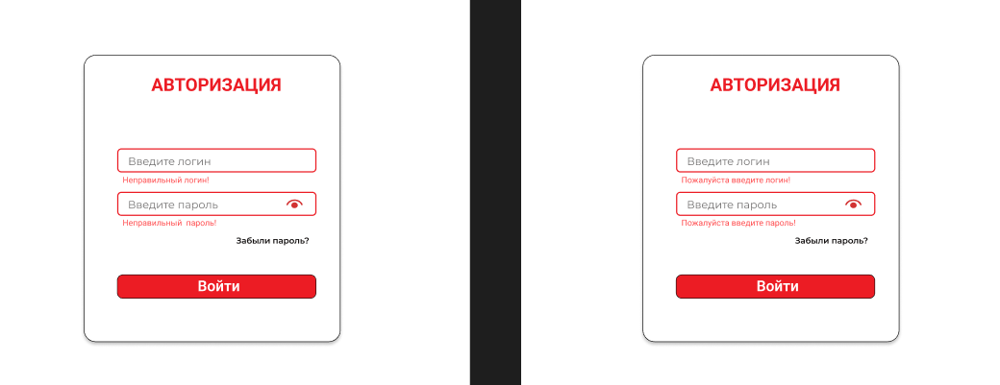 АВТОРИЗАЦИЯ
Введите логин
Неправильный логин!
Введите пароль
Неправильный пароль!
Забыли пароль?
Войти
АВТОРИЗАЦИЯ
Введите логин
Пожалуйста введите логин!
Введите пароль
Пожалуйста введите пароль!
Забыли пароль?
Войти